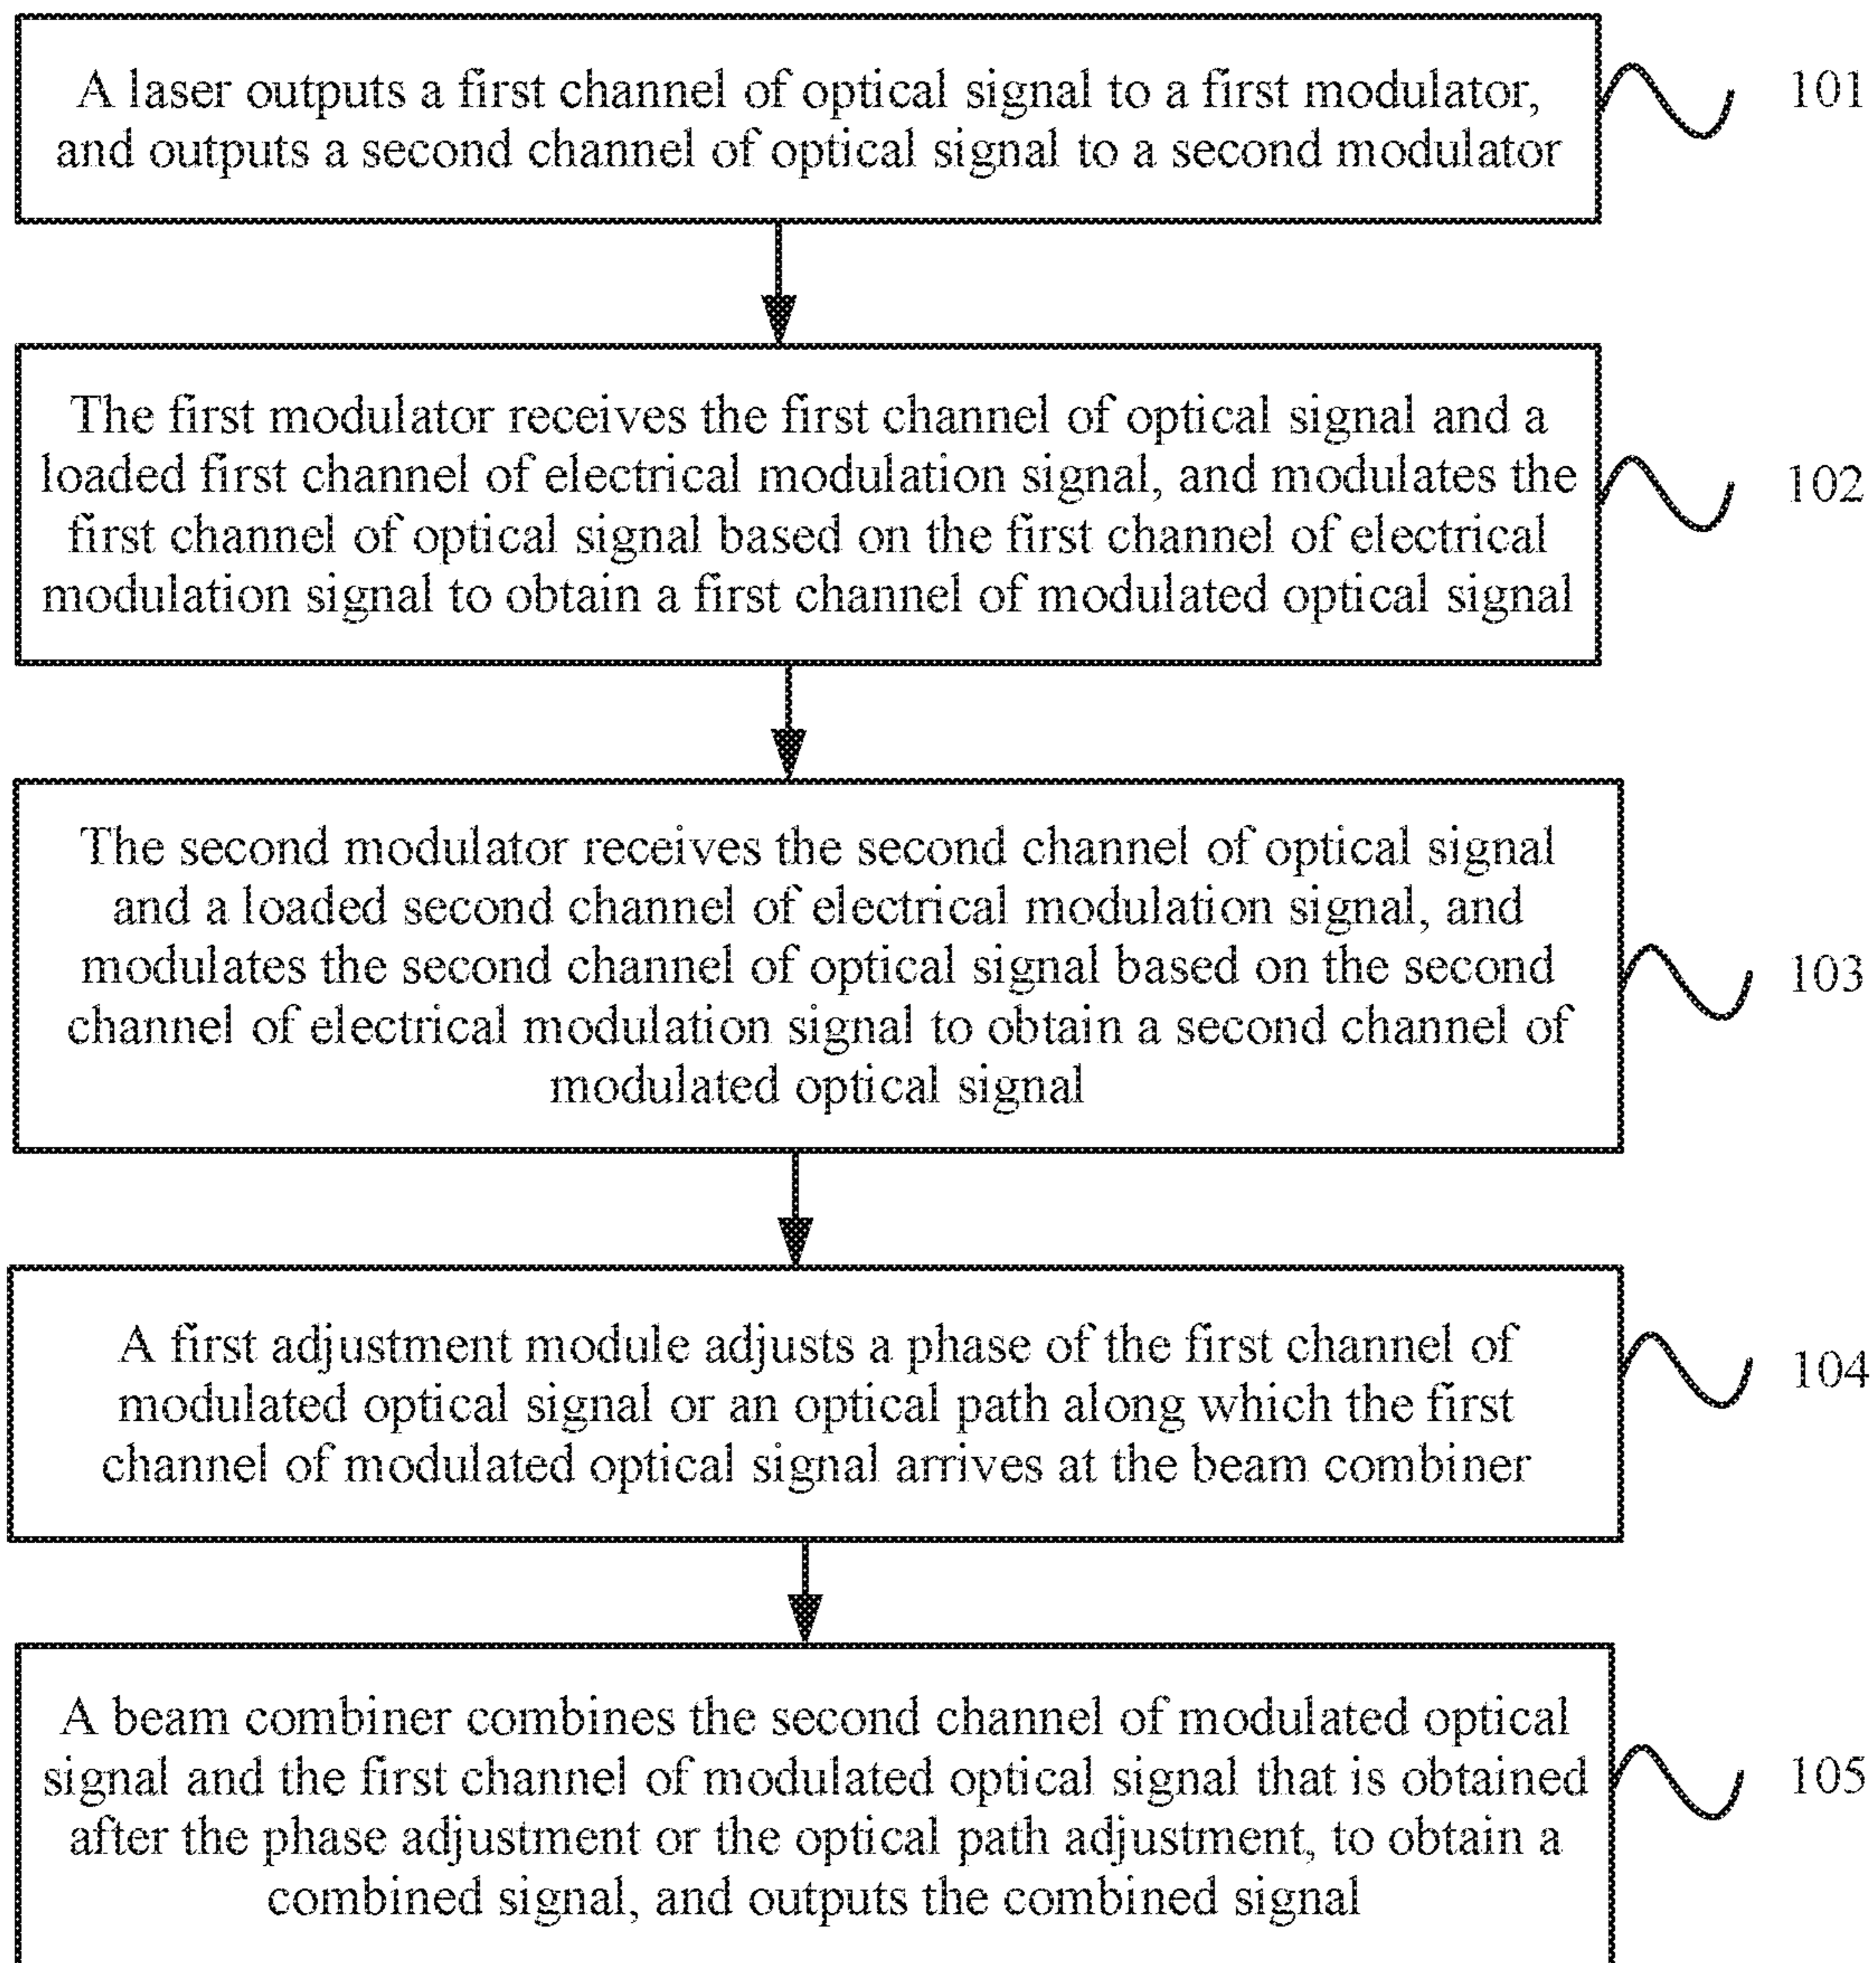 A laser outputs a first channel of optical signal to a first modulator,
and outputs a second channel of optical signal to a second modulator
101
The first modulator receives the first channel of optical signal and a
loaded first channel of electrical modulation signal, and modulates the
first channel of optical signal based on the first channel of electrical
modulation signal to obtain a first channel of modulated optical signal
102
The second modulator receives the second channel of optical signal
and a loaded second channel of electrical modulation signal, and
modulates the second channel of optical signal based on the second
channel of electrical modulation signal to obtain a second channel of
modulated optical signal
103
A first adjustment module adjusts a phase of the first channel of
modulated optical signal or an optical path along which the first
channel of modulated optical signal arrives at the beam combiner
104
A beam combiner combines the second channel of modulated optical
signal and the first channel of modulated optical signal that is obtained
after the phase adjustment or the optical path adjustment, to obtain a
combined signal, and outputs the combined signal
105